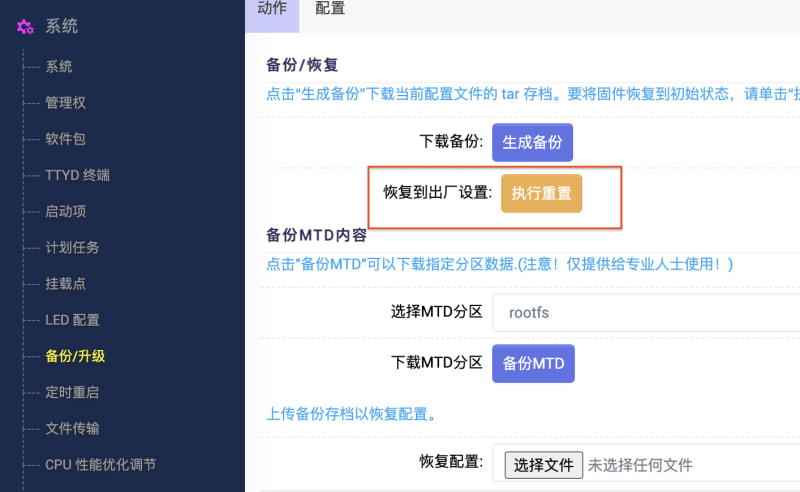 系统
系统
管理权
软件包
TTYD 终端
启动项
计划任务
挂载点
LED 配置
备份/升级
定时重启
文件传输
CPU 性能优化调节
动作
配置
备份/恢复
点击“生成备份”下载当前配置文件的 tar 存档。要将固件恢复到初始状态，请单击“
下载备份: 生成备份
恢复到出厂设置: 执行重置
备份MTD内容
点击"备份MTD"可以下载指定分区数据.(注意！仅提供给专业人士使用！)
选择MTD分区 rootfs
下载MTD分区 备份MTD
上传备份存档以恢复配置。
恢复配置: 选择文件 未选择任何文件